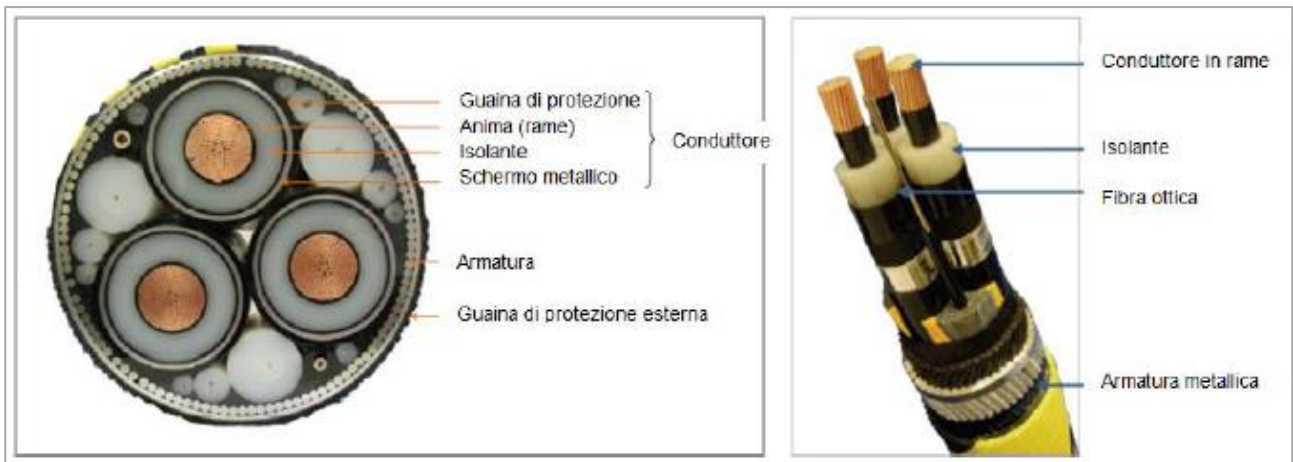 Guaina di protezione
Anima (rame)
Isolante
Schermo metallico
Conduttore
Armatura
Guaina di protezione esterna
Conduttore in rame
Isolante
Fibra ottica
Armatura metallica